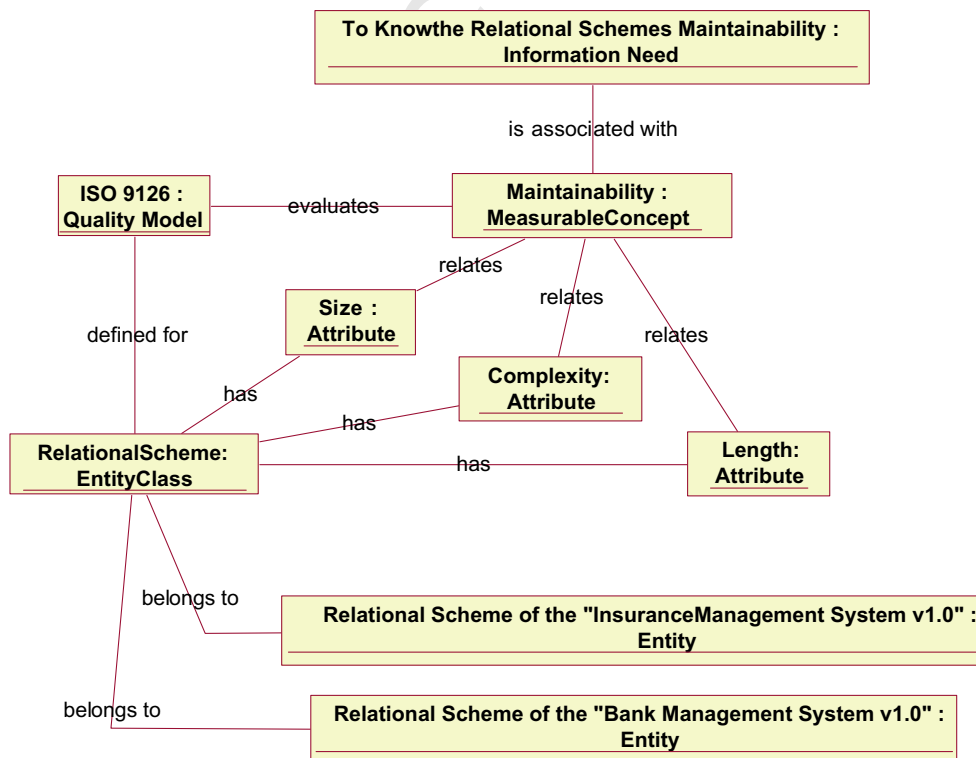 To Knowthe Relational Schemes Maintainability :
Information Need
is associated with
ISO 9126 :
Quality Model
evaluates
Maintainability :
MeasurableConcept
relates
Size :
Attribute
relates
defined for
relates
Complexity:
Attribute
has
has
RelationalScheme:
EntityClass
has
Length:
Attribute
belongs to
Relational Scheme of the "InsuranceManagement System v1.0" :
Entity
belongs to
Relational Scheme of the "Bank Management System v1.0" :
Entity